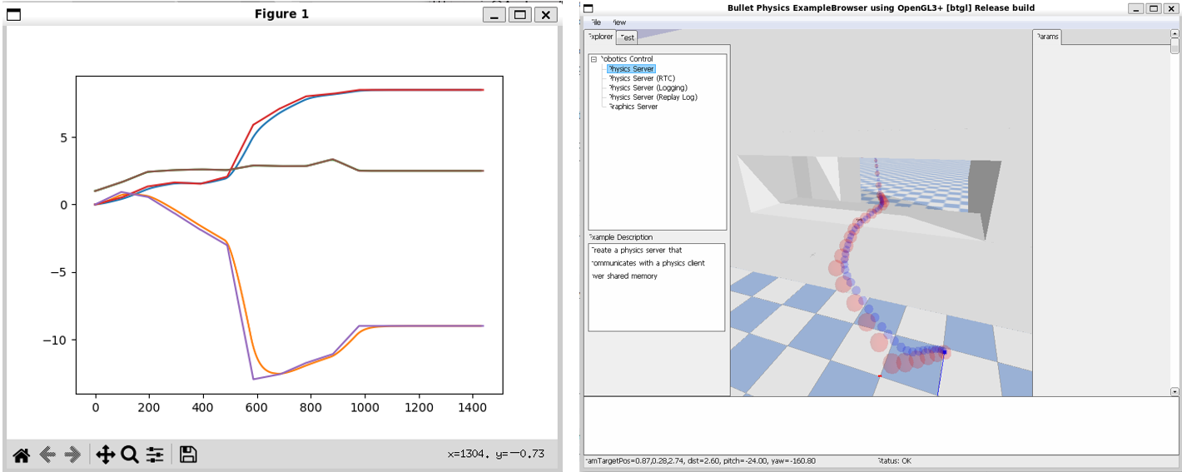 Figure 1
5
0
−5
−10
0 200 400 600 800 1000 1200 1400
x=1304. y=−0.73
Bullet Physics ExampleBrowser using OpenGL3+ [btgl] Release build
File View
Explorer Test
Params
Robotics Control
Physics Server
Physics Server (RTC)
Physics Server (Logging)
Physics Server (Replay Log)
Graphics Server
Example Description
Create a physics server that
communicates with a physics client
over shared memory
camTargetPos=0.87,0.28,2.74, dist=2.60, pitch=-24.00, yaw=-160.80 Status: OK